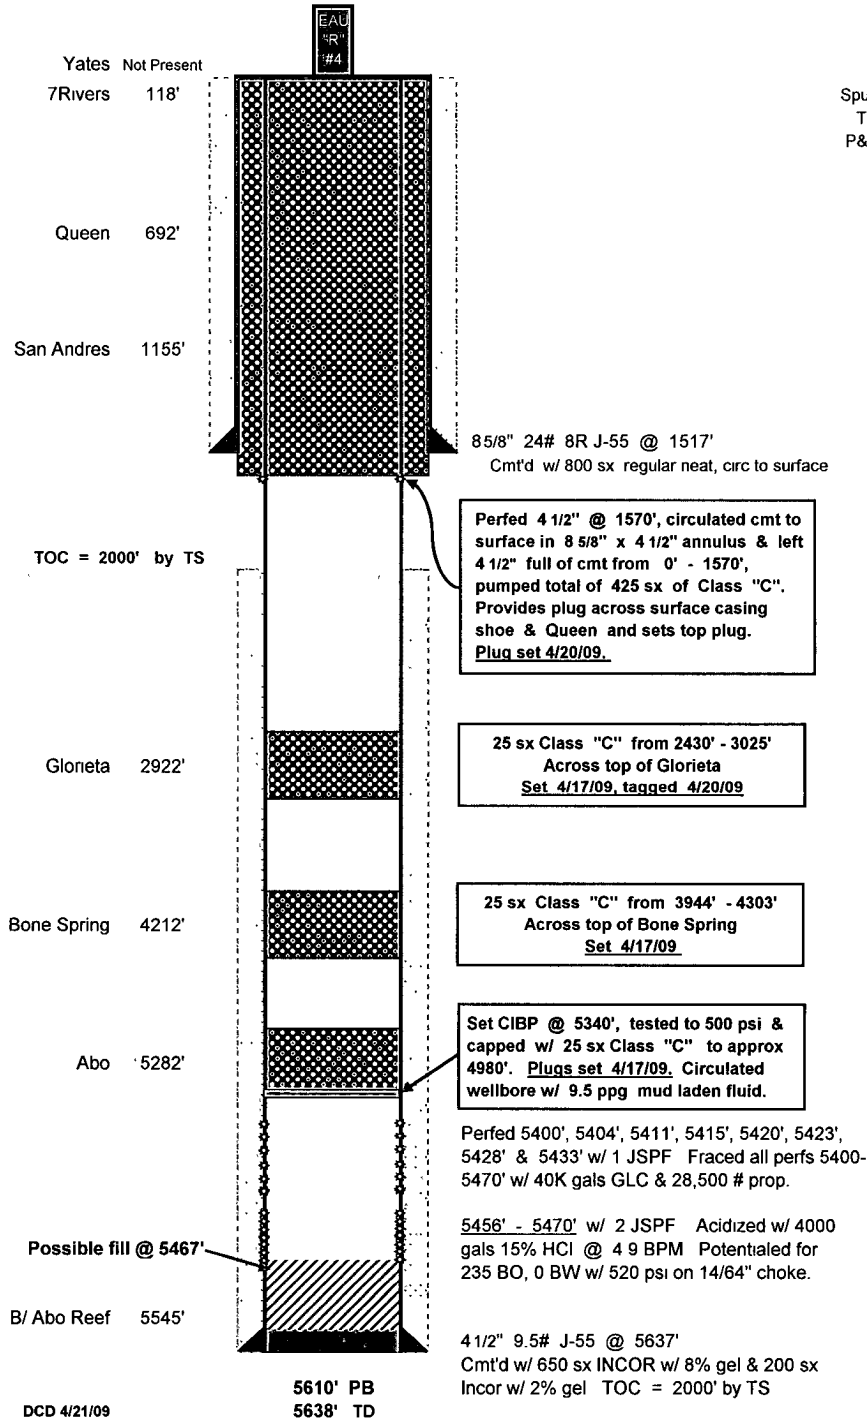 EAU
"R"
#4
Yates Not Present
7Rivers 118'
Spu
T
P&
Queen 692'
San Andres 1155'
8 5/8" 24# 8R J-55 @ 1517'
Cmt'd w/ 800 sx regular neat, circ to surface
Perfed 4 1/2" @ 1570', circulated cmt to
surface in 8 5/8" x 4 1/2" annulus & left
4 1/2" full of cmt from 0' - 1570',
pumped total of 425 sx of Class "C".
Provides plug across surface casing
shoe & Queen and sets top plug.
Plug set 4/20/09.
TOC = 2000' by TS
Glorieta 2922'
25 sx Class "C" from 2430' - 3025'
Across top of Glorieta
Set 4/17/09, tagged 4/20/09
Bone Spring 4212'
25 sx Class "C" from 3944' - 4303'
Across top of Bone Spring
Set 4/17/09
Abo 5282'
Set CIBP @ 5340', tested to 500 psi &
capped w/ 25 sx Class "C" to approx
4980'. Plugs set 4/17/09. Circulated
wellbore w/ 9.5 ppg mud laden fluid.
Perfed 5400', 5404', 5411', 5415', 5420', 5423',
5428' & 5433' w/ 1 JSPF Fraced all perfs 5400-
5470' w/ 40K gals GLC & 28,500 # prop.
5456' - 5470' w/ 2 JSPF Acidized w/ 4000
gals 15% HCl @ 4 9 BPM Potentialed for
235 BO, 0 BW w/ 520 psi on 14/64" choke.
Possible fill @ 5467'
B/ Abo Reef 5545'
4 1/2" 9.5# J-55 @ 5637'
Cmt'd w/ 650 sx INCOR w/ 8% gel & 200 sx
Incor w/ 2% gel TOC = 2000' by TS
5610' PB
5638' TD
DCD 4/21/09